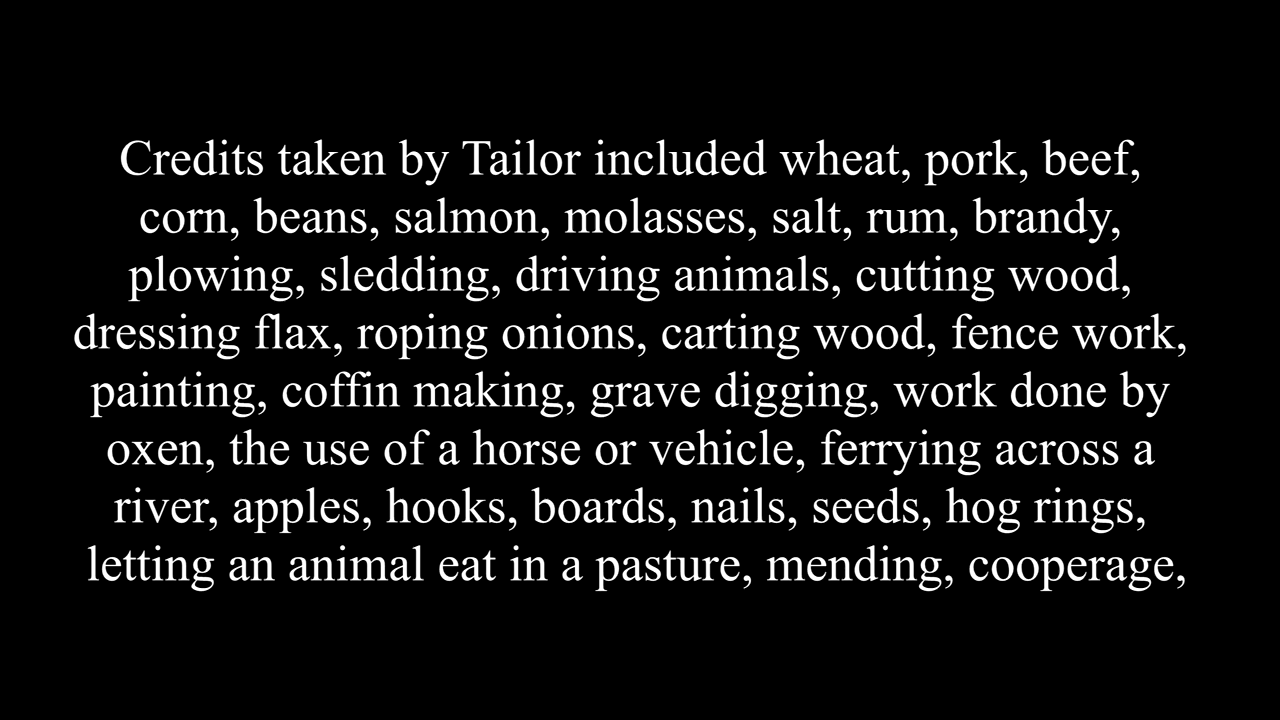 Credits taken by Tailor included wheat, pork, beef,
corn, beans, salmon, molasses, salt, rum, brandy,
plowing, sledding, driving animals, cutting wood,
dressing flax, roping onions, carting wood, fence work,
painting, coffin making, grave digging, work done by
oxen, the use of a horse or vehicle, ferrying across a
river, apples, hooks, boards, nails, seeds, hog rings,
letting an animal eat in a pasture, mending, cooperage,